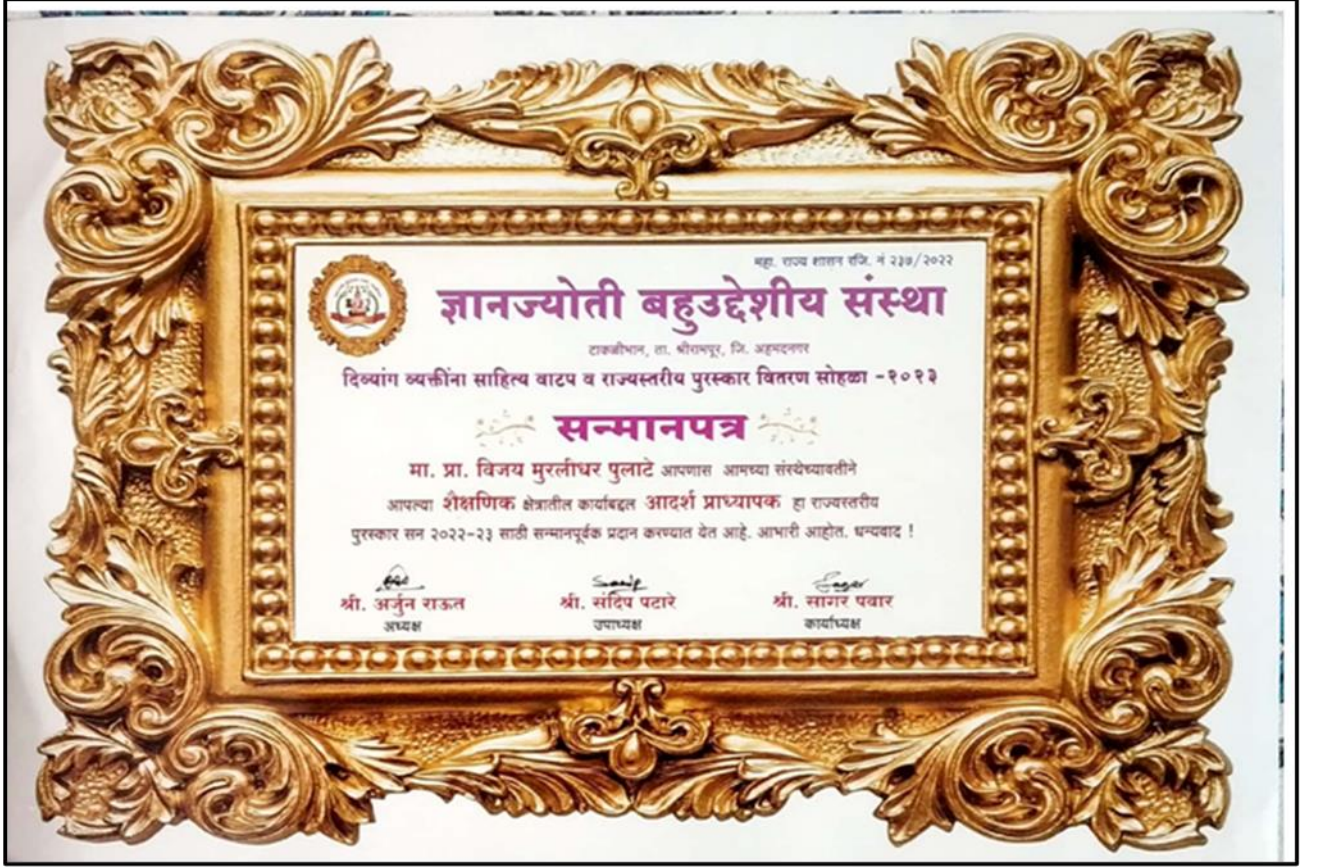 महा. राज्य शासन रजि. नं २३७/२०२२
ज्ञानज्योती बहुउद्देशीय संस्था
टाकळीभान, ता. श्रीरामपूर, जि. अहमदनगर
दिव्यांग व्यक्तींना साहित्य वाटप व राज्यस्तरीय पुरस्कार वितरण सोहळा -२०२३
सन्मानपत्र
मा. प्रा. विजय मुरलीधर पुलाटे आपणास आमच्या संस्थेच्यावतीने
आपल्या शैक्षणिक क्षेत्रातील कार्याबद्दल आदर्श प्राध्यापक हा राज्यस्तरीय
पुरस्कार सन २०२२-२३ साठी सन्मानपूर्वक प्रदान करण्यात येत आहे. आभारी आहोत. धन्यवाद !
श्री. अर्जुन राऊत श्री. संदिप पटारे श्री. सागर पवार
अध्यक्ष उपाध्यक्ष कार्याध्यक्ष